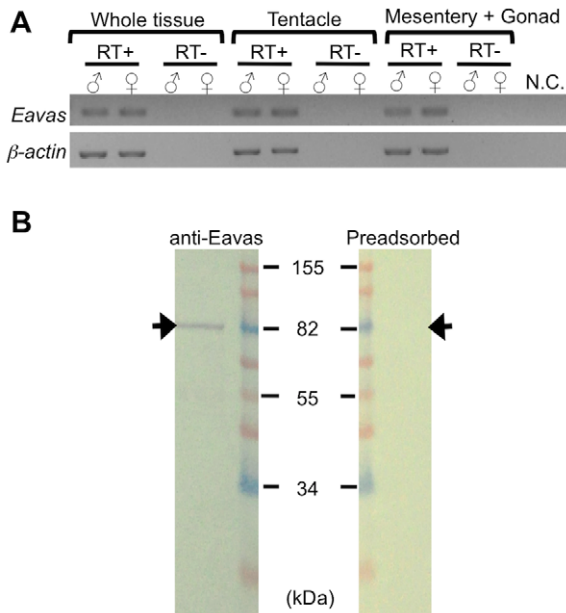 A
Whole tissue Tentacle Mesentery + Gonad
RT+ RT- RT+ RT- RT+ RT-
♂ ♀ ♂ ♀ ♂ ♀ ♂ ♀ ♂ ♀ ♂ ♀ N.C.
Eavas
β-actin
B
anti-Eavas Preadsorbed
155
82
55
34
(kDa)